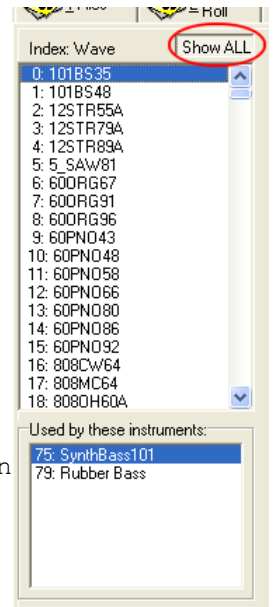 Roll
Index: Wave Show ALL
0: 101BS35
1: 101BS48
2: 12STR55A
3: 12STR79A
4: 12STR89A
5: 5_SAW81
6: 60ORG67
7: 60ORG91
8: 60ORG96
9: 60PNO43
10: 60PNO48
11: 60PNO58
12: 60PNO66
13: 60PNO80
14: 60PNO86
15: 60PNO92
16: 808CW64
17: 808MC64
18: 808OH60A
Used by these instruments:
75: SynthBass101
79: Rubber Bass
n